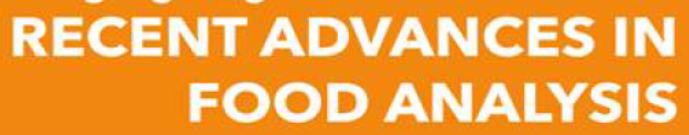 RECENT ADVANCES IN
FOOD ANALYSIS